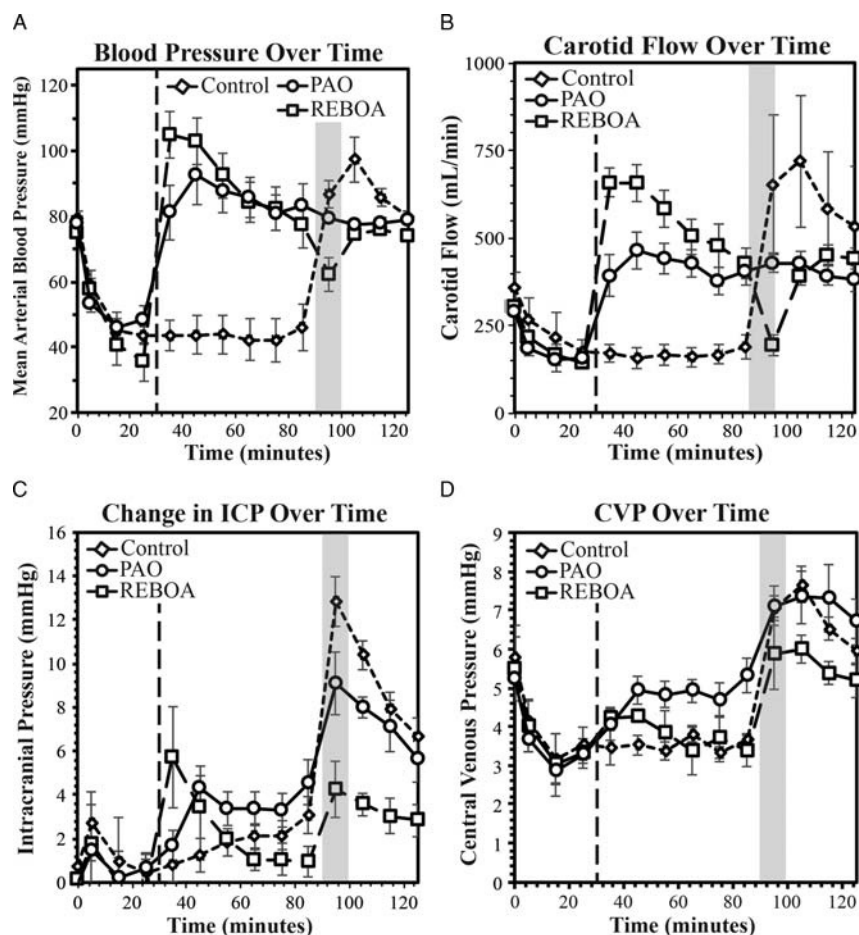 A
Blood Pressure Over Time
Control PAO
REBOA
Mean Arterial Blood Pressure (mmHg)
120
100
80
60
40
20
0 20 40 60 80 100 120
Time (minutes)
B
Carotid Flow Over Time
Control
PAO
REBOA
Carotid Flow (mL/min)
1000
750
500
250
0
0 20 40 60 80 100 120
Time (minutes)
C
Change in ICP Over Time
Control
PAO
REBOA
Intracranial Pressure (mmHg)
16
14
12
10
8
6
4
2
0
0 20 40 60 80 100 120
Time (minutes)
D
CVP Over Time
Control
PAO
REBOA
Central Venous Pressure (mmHg)
9
8
7
6
5
4
3
2
1
0
0 20 40 60 80 100 120
Time (minutes)